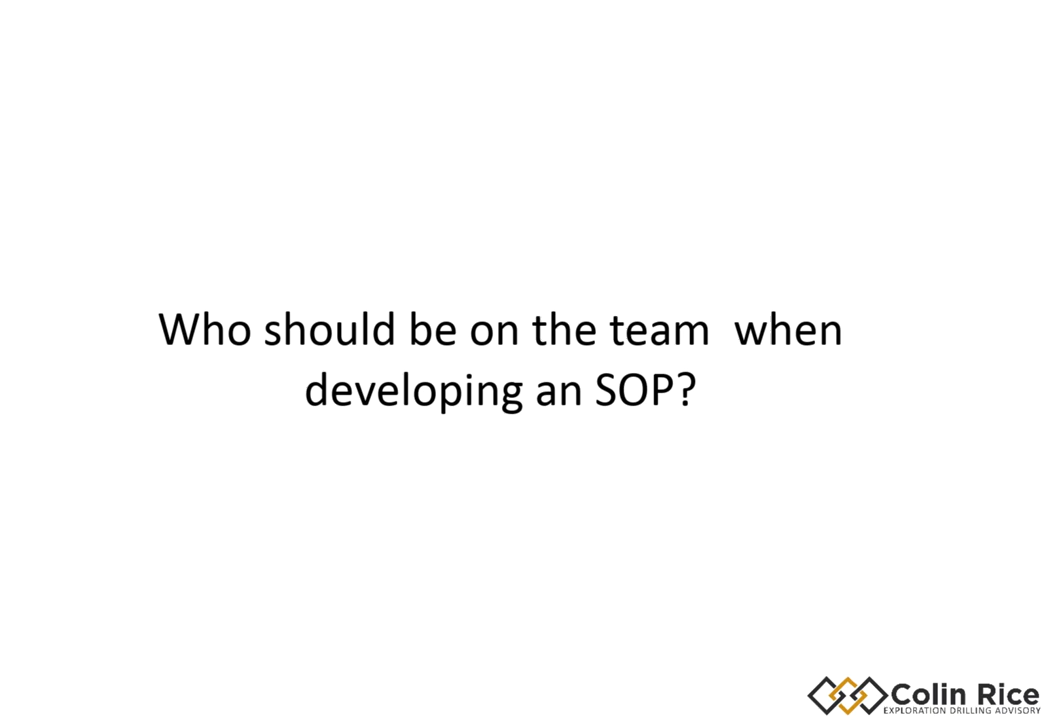 Who should be on the team  when
developing an SOP?
Colin Rice
EXPLORATION DRILLING ADVISORY